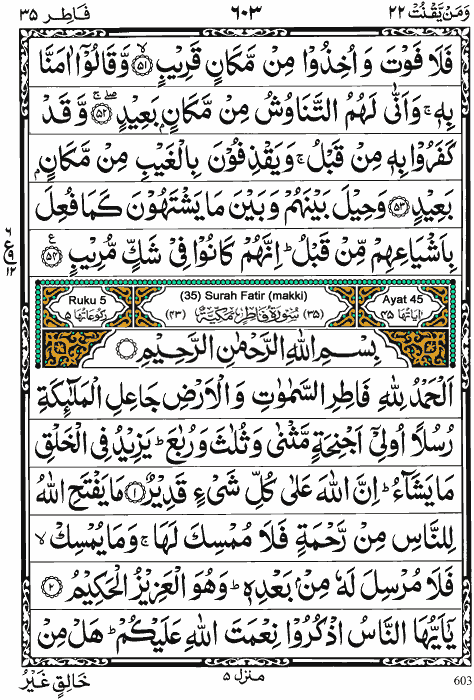 وَمَنْ يَّقْنُتْ ٢٢ ٦٠٣ فَاطِر ٣٥
فَلَا فَوْتَ وَاُخِذُوْا مِنْ مَّكَانٍ قَرِيْبٍ ۙ﴿٥١﴾ وَّقَالُوْٓا اٰمَنَّا
بِهٖ ۚ وَاَنّٰى لَهُمُ التَّنَاوُشُ مِنْ مَّكَانٍۭ بَعِيْدٍ ﴿٥٢﴾ وَّقَدْ
كَفَرُوْا بِهٖ مِنْ قَبْلُ ۚ وَيَقْذِفُوْنَ بِالْغَيْبِ مِنْ مَّكَانٍۭ
بَعِيْدٍ ﴿٥٣﴾ وَحِيْلَ بَيْنَهُمْ وَبَيْنَ مَا يَشْتَهُوْنَ كَمَا فُعِلَ
بِاَشْيَاعِهِمْ مِّنْ قَبْلُ ؕ اِنَّهُمْ كَانُوْا فِيْ شَكٍّ مُّرِيْبٍ ﴿٥٤﴾
٦ ع ٩ ١٢
Ruku 5 (35) Surah Fatir (makki) Ayat 45
اٰيَاتُهَا ٤٥ (٣٥) سُوْرَةُ فَاطِرٍ مَكِّيَّةٌ (٤٣) رُكُوْعَاتُهَا ٥
بِسْمِ اللّٰهِ الرَّحْمٰنِ الرَّحِيْمِ
اَلْحَمْدُ لِلّٰهِ فَاطِرِ السَّمٰوٰتِ وَالْاَرْضِ جَاعِلِ الْمَلٰٓئِكَةِ
رُسُلًا اُولِيْٓ اَجْنِحَةٍ مَّثْنٰى وَثُلٰثَ وَرُبٰعَ ؕ يَزِيْدُ فِي الْخَلْقِ
مَا يَشَآءُ ؕ اِنَّ اللّٰهَ عَلٰى كُلِّ شَيْءٍ قَدِيْرٌ ﴿١﴾ مَا يَفْتَحِ اللّٰهُ
لِلنَّاسِ مِنْ رَّحْمَةٍ فَلَا مُمْسِكَ لَهَا ۚ وَمَا يُمْسِكْ ۙ
فَلَا مُرْسِلَ لَهٗ مِنْۢ بَعْدِهٖ ؕ وَهُوَ الْعَزِيْزُ الْحَكِيْمُ ﴿٢﴾
يٰٓاَيُّهَا النَّاسُ اذْكُرُوْا نِعْمَتَ اللّٰهِ عَلَيْكُمْ ؕ هَلْ مِنْ
خَالِقٍ غَيْرُ منزل ٥ 603